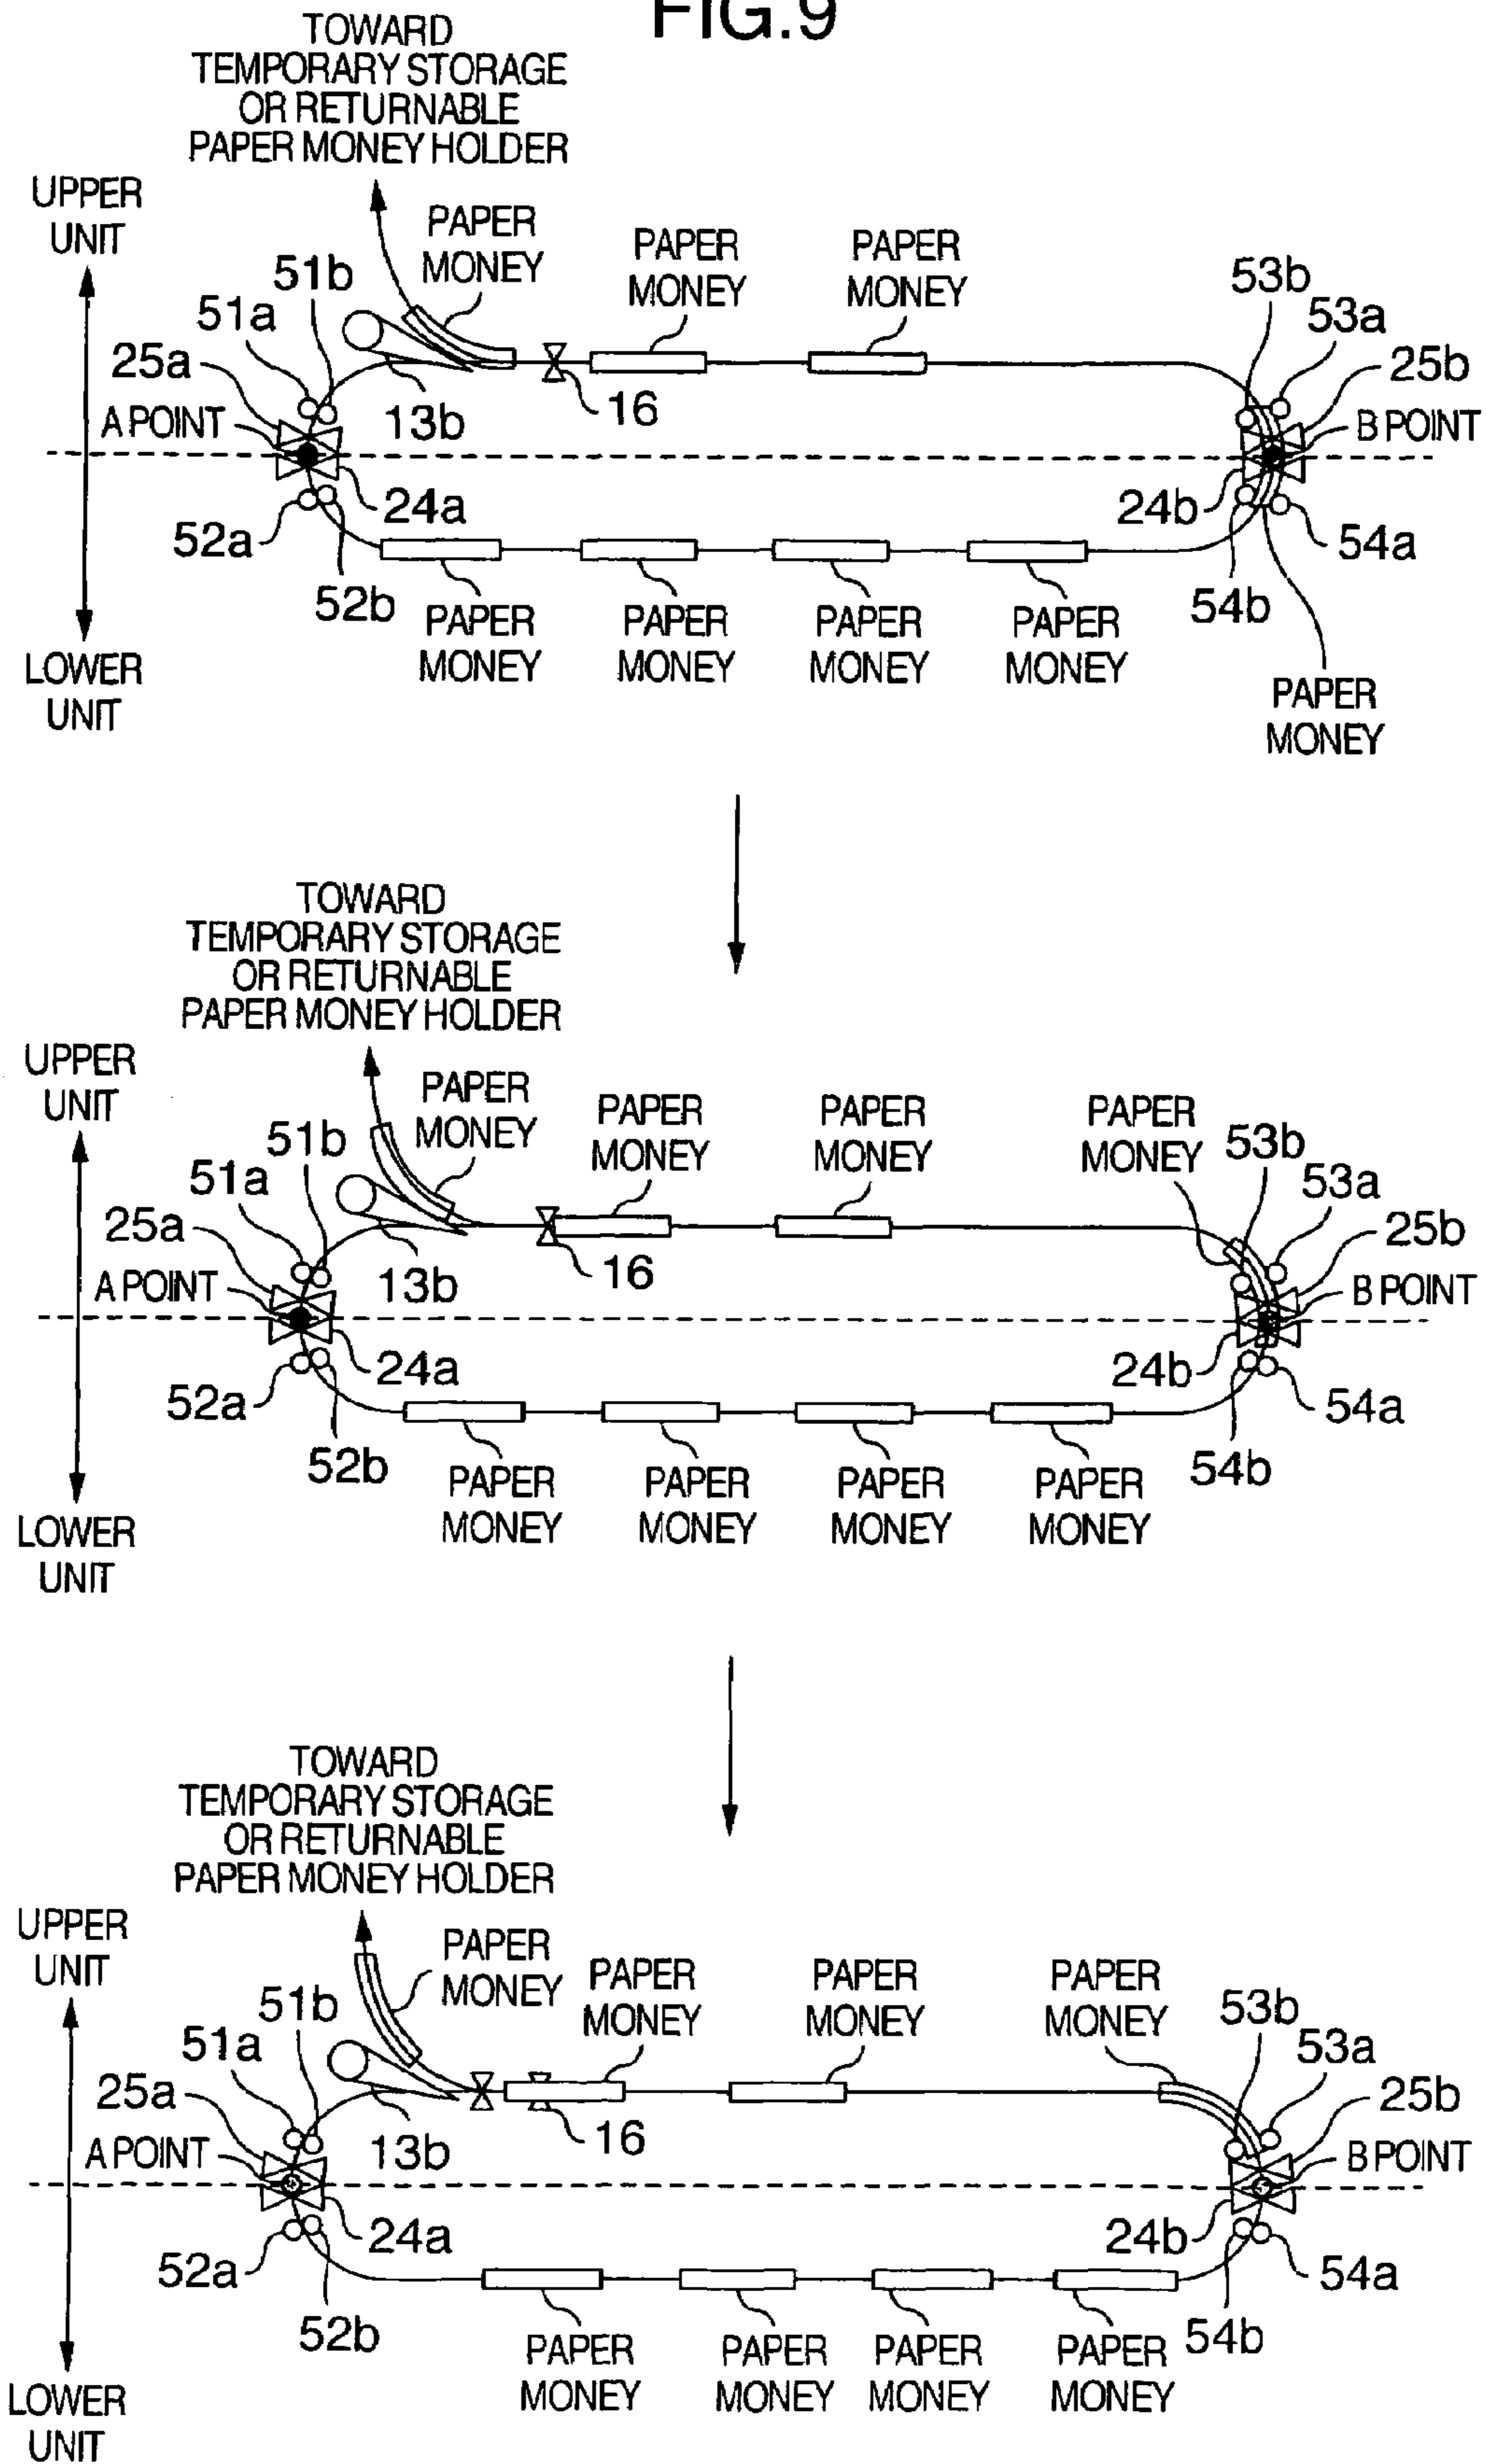 FIG.9
TOWARD
TEMPORARY STORAGE
OR RETURNABLE
PAPER MONEY HOLDER
UPPER
UNIT
PAPER
MONEY
PAPER
MONEY
PAPER
MONEY
51b
53b
51a
53a
25a
25b
A POINT
13b
16
B POINT
24a
24b
52a
54a
52b
54b
PAPER
MONEY
PAPER
MONEY
PAPER
MONEY
PAPER
MONEY
LOWER
UNIT
PAPER
MONEY
TOWARD
TEMPORARY STORAGE
OR RETURNABLE
PAPER MONEY HOLDER
UPPER
UNIT
PAPER
MONEY
PAPER
MONEY
PAPER
MONEY
PAPER
MONEY
51b
53b
51a
53a
25a
25b
A POINT
13b
16
B POINT
24a
24b
52a
54a
52b
54b
PAPER
MONEY
PAPER
MONEY
PAPER
MONEY
PAPER
MONEY
LOWER
UNIT
TOWARD
TEMPORARY STORAGE
OR RETURNABLE
PAPER MONEY HOLDER
UPPER
UNIT
PAPER
MONEY
PAPER
MONEY
PAPER
MONEY
PAPER
MONEY
51b
53b
51a
53a
25a
25b
A POINT
13b
16
B POINT
24a
24b
52a
54a
52b
54b
PAPER
MONEY
PAPER
MONEY
PAPER
MONEY
PAPER
MONEY
LOWER
UNIT